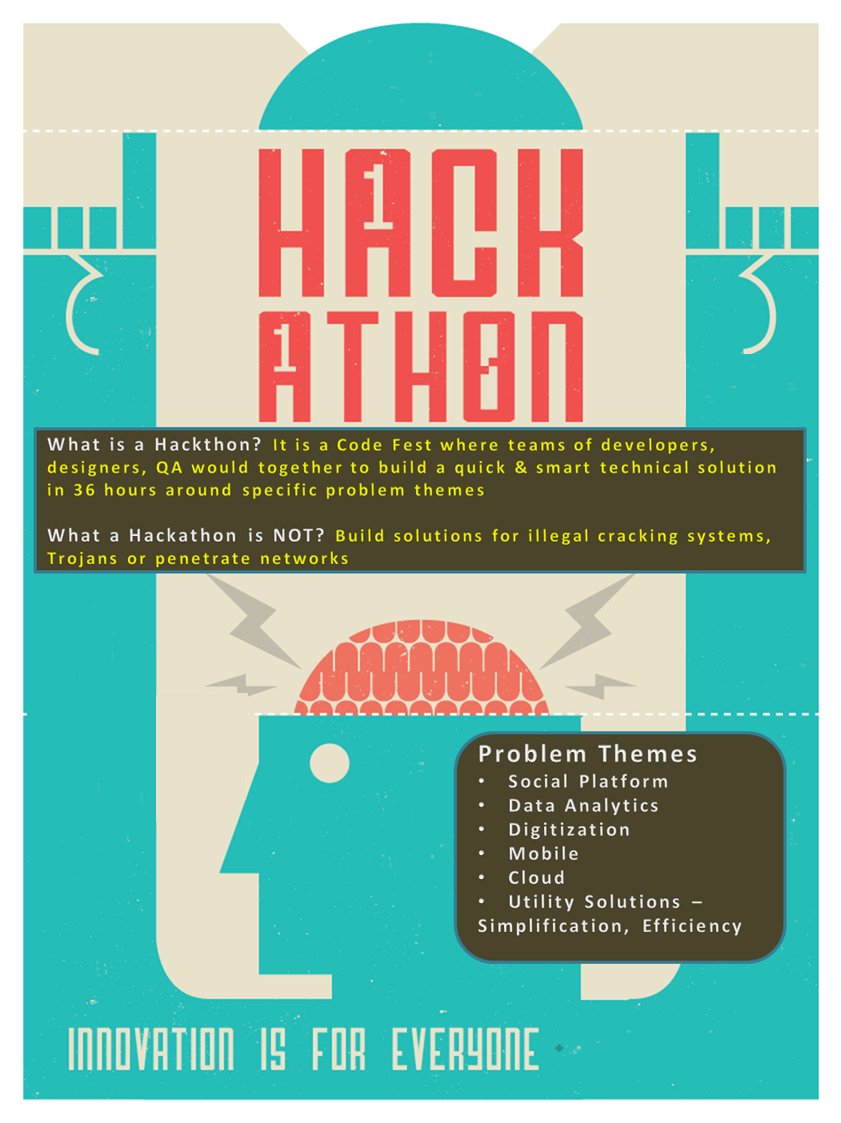 HACK
ATHON
What is a Hackthon? It is a Code Fest where teams of developers,
designers, QA would together to build a quick & smart technical solution
in 36 hours around specific problem themes
What a Hackathon is NOT? Build solutions for illegal cracking systems,
Trojans or penetrate networks
Problem Themes
• Social Platform
• Data Analytics
• Digitization
• Mobile
• Cloud
• Utility Solutions –
Simplification, Efficiency
INNOVATION IS FOR EVERYONE